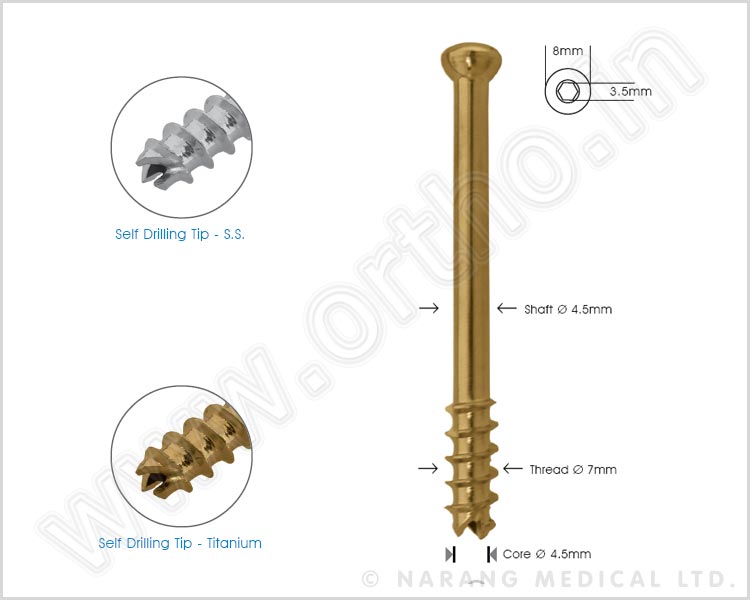 8mm
3.5mm
Self Drilling Tip - S.S.
Shaft Ø 4.5mm
Thread Ø 7mm
Self Drilling Tip - Titanium
Core Ø 4.5mm
www.ortho.in
© NARANG MEDICAL LTD.